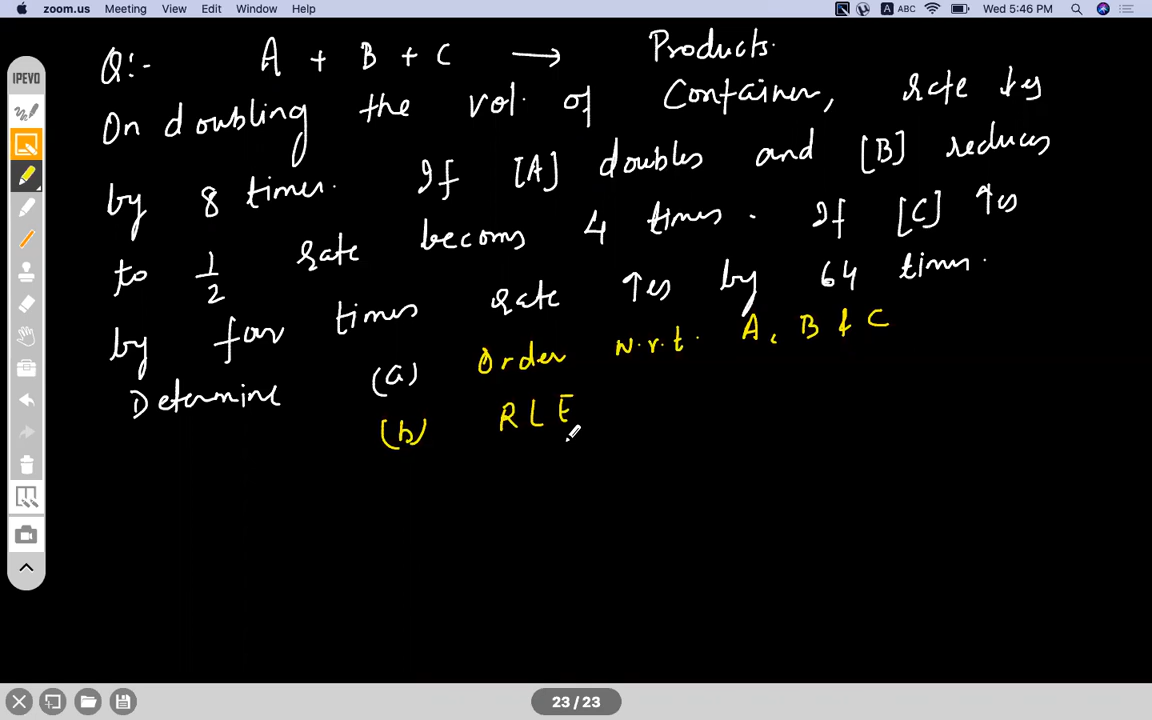 zoom.us Meeting View Edit Window Help A ABC Wed 5:46 PM
IPEVO
Q:- A + B + C → Products.
On doubling the vol. of Container, rate ↓es
by 8 times. If [A] doubles and [B] reduces
to 1/2 rate becoms 4 times. If [C] ↑es
by four times rate ↑es by 64 times.
Determine (a) Order w.r.t. A, B & C
(b) RLE
23 / 23